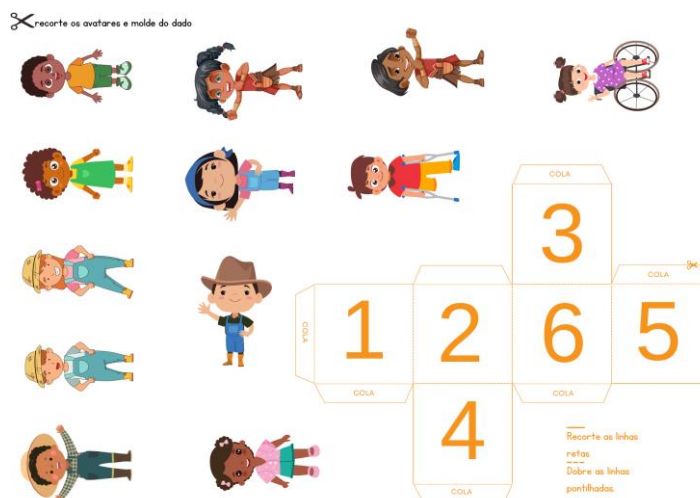 recorte os avatares e molde do dado
COLA
3
COLA
COLA
1
2
6
5
COLA
COLA
4
COLA
Recorte as linhas
retas
Dobre as linhas
pontilhadas.